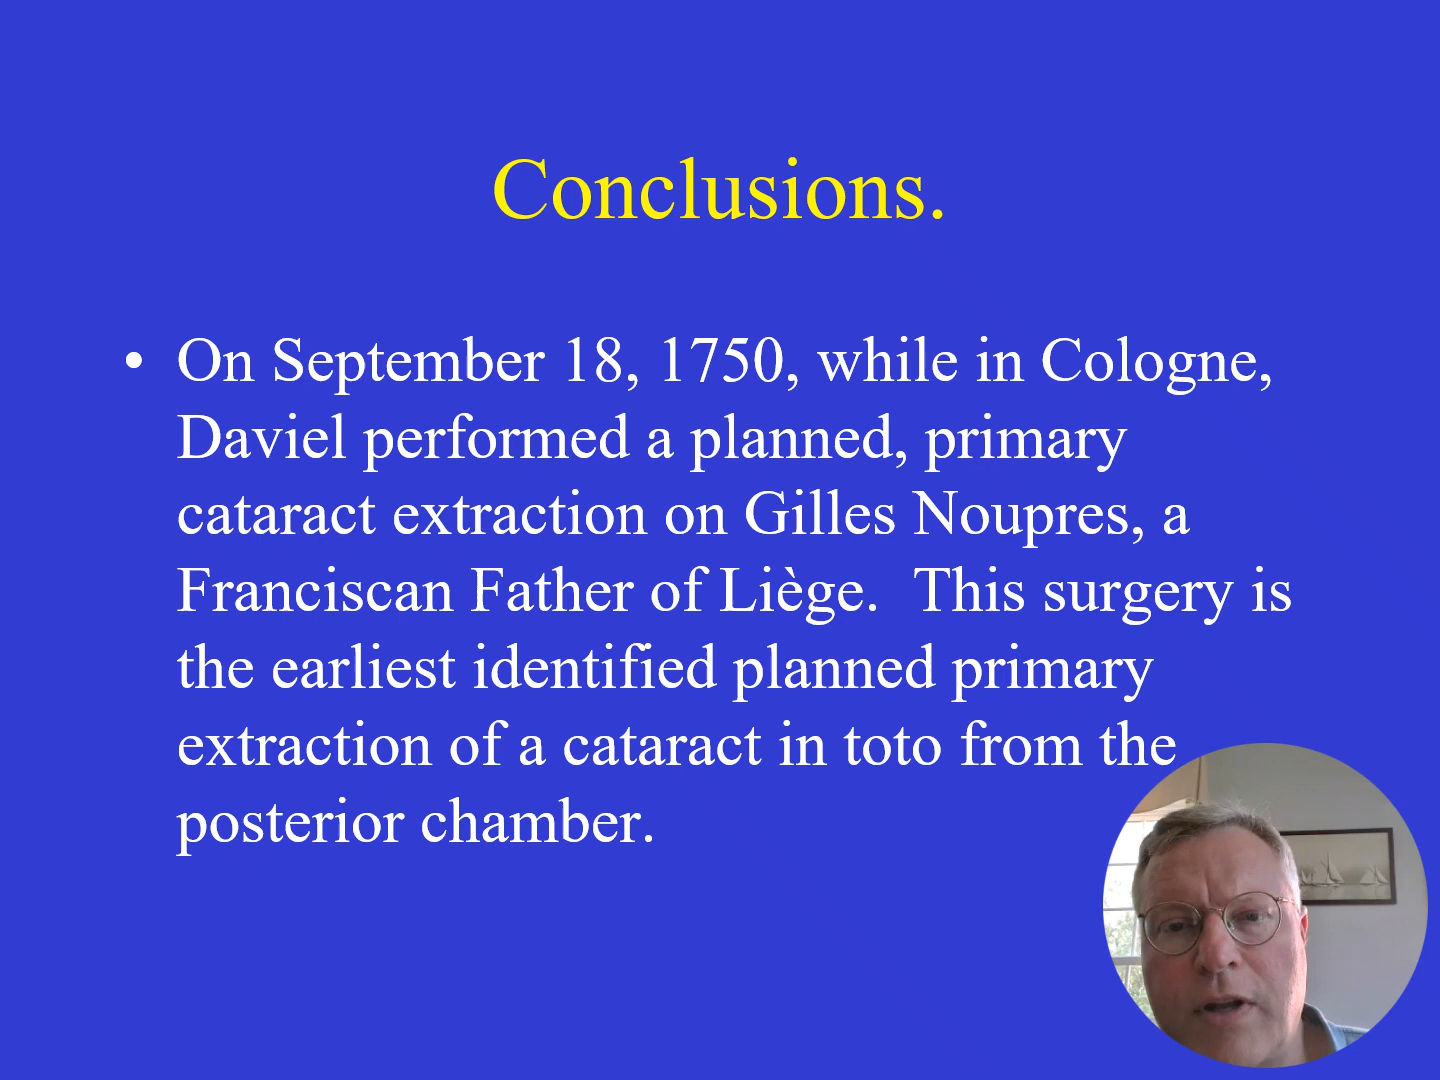 Conclusions.
• On September 18, 1750, while in Cologne,
Daviel performed a planned, primary
cataract extraction on Gilles Noupres, a
Franciscan Father of Liège.  This surgery is
the earliest identified planned primary
extraction of a cataract in toto from the
posterior chamber.